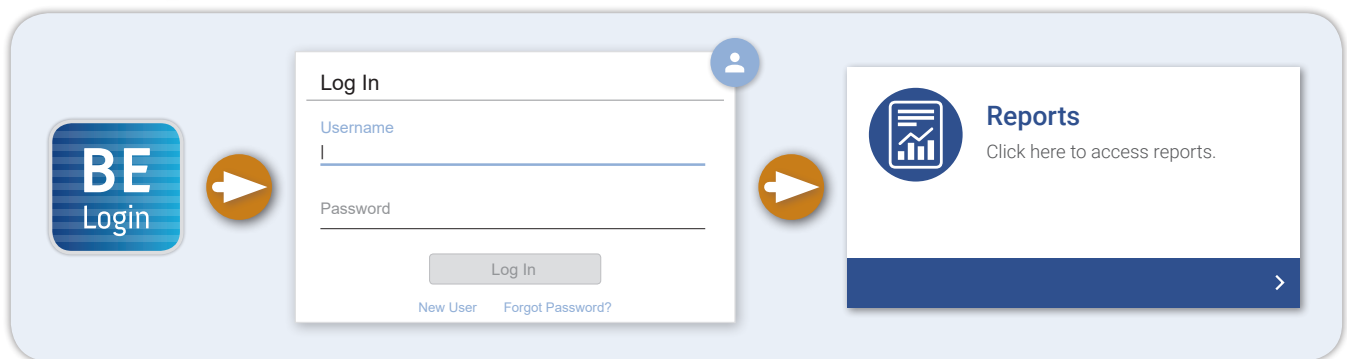 BE
Login
Log In
Username
Password
Log In
New User Forgot Password?
Reports
Click here to access reports.